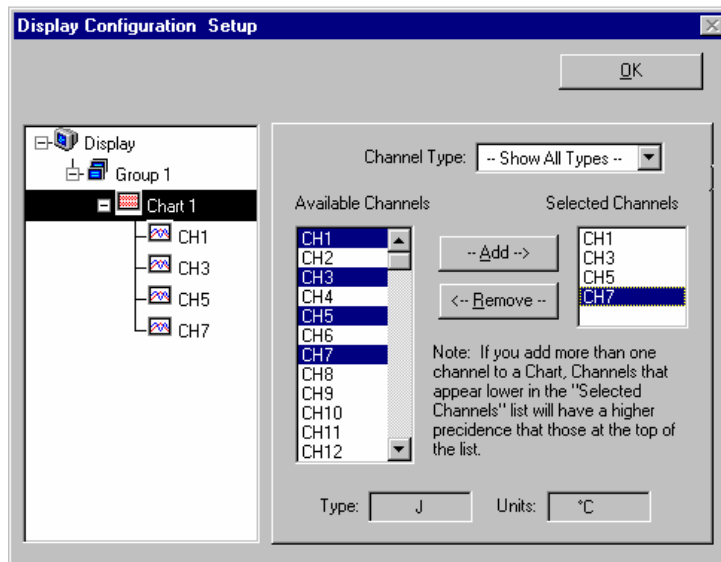 Display Configuration Setup
OK
Display
Group 1
Chart 1
CH1
CH3
CH5
CH7
Channel Type: -- Show All Types --
Available Channels
Selected Channels
CH1
CH2
CH3
CH4
CH5
CH6
CH7
CH8
CH9
CH10
CH11
CH12
-- Add -->
<-- Remove --
CH1
CH3
CH5
CH7
Note: If you add more than one
channel to a Chart, Channels that
appear lower in the "Selected
Channels" list will have a higher
precidence that those at the top of
the list.
Type: J
Units: °C